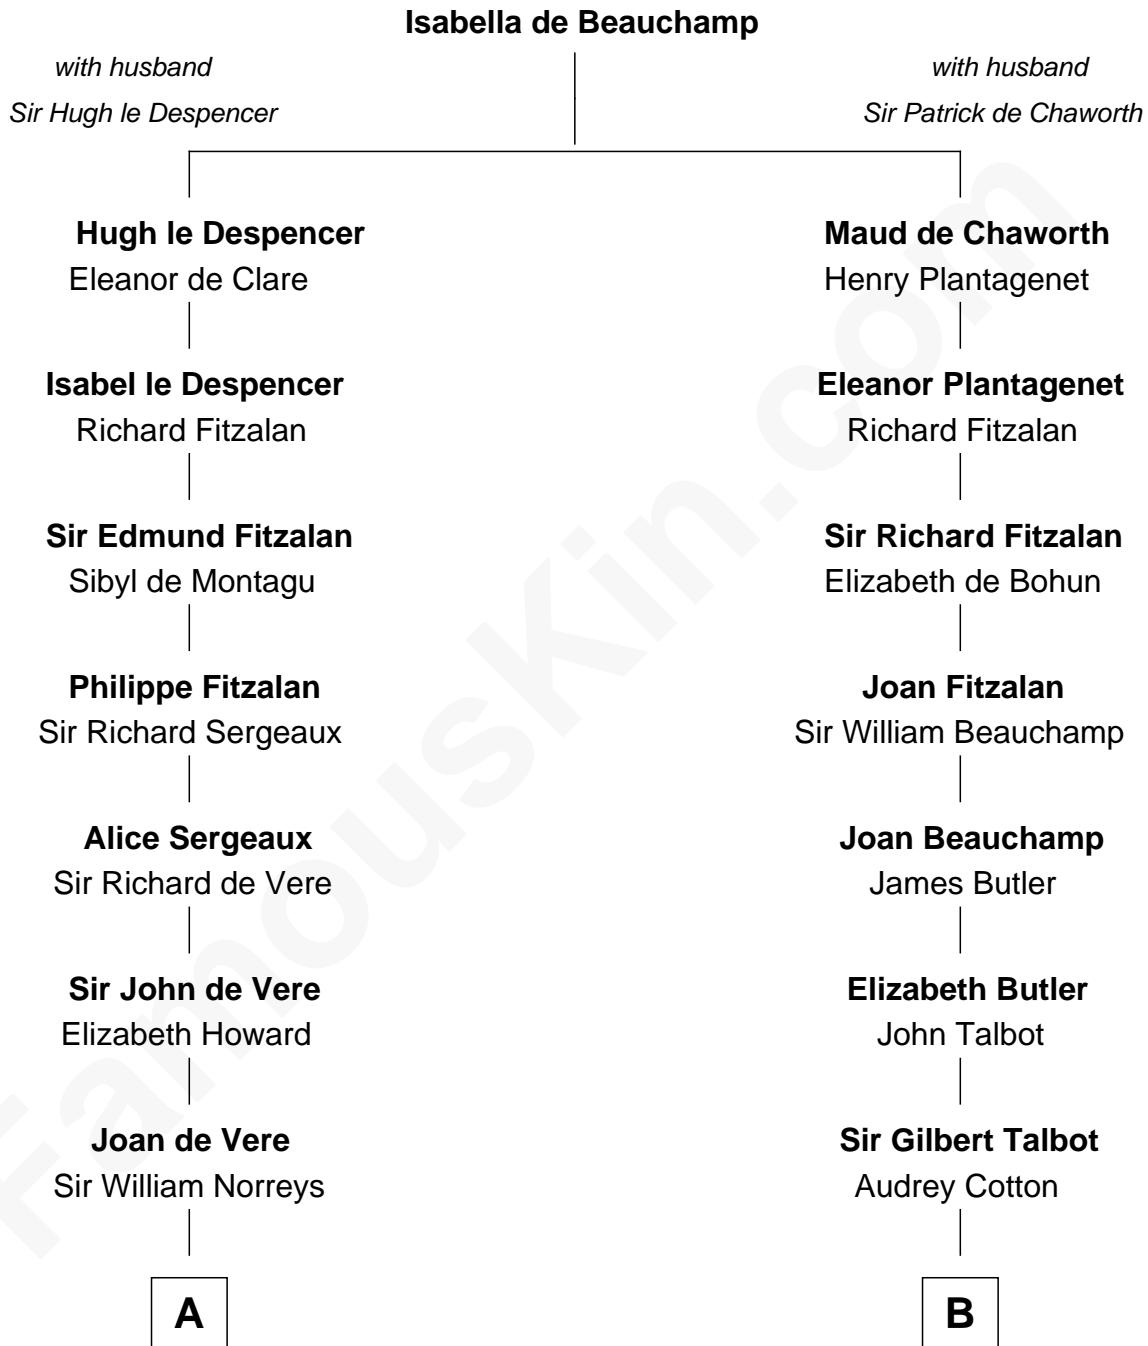 Isabella de Beauchamp
with husband
Sir Hugh le Despencer
with husband
Sir Patrick de Chaworth
Hugh le Despencer
Eleanor de Clare
Maud de Chaworth
Henry Plantagenet
Isabel le Despencer
Richard Fitzalan
Eleanor Plantagenet
Richard Fitzalan
Sir Edmund Fitzalan
Sibyl de Montagu
Sir Richard Fitzalan
Elizabeth de Bohun
Philippe Fitzalan
Sir Richard Sergeaux
Joan Fitzalan
Sir William Beauchamp
Alice Sergeaux
Sir Richard de Vere
Joan Beauchamp
James Butler
Sir John de Vere
Elizabeth Howard
Elizabeth Butler
John Talbot
Joan de Vere
Sir William Norreys
Sir Gilbert Talbot
Audrey Cotton
A
B
FamousKin.com